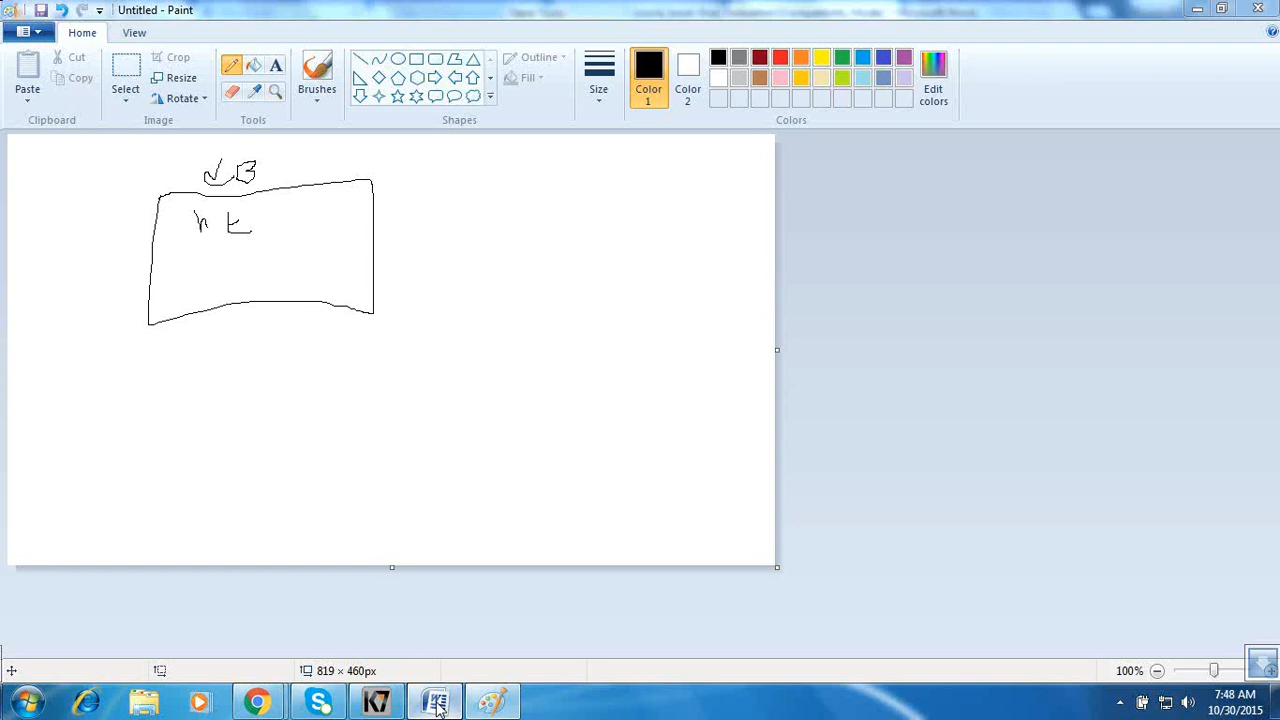 Untitled - Paint
Home View
Paste
Cut
Copy
Clipboard
Select
Crop
Resize
Rotate
Image
A
Tools
Brushes
Shapes
Outline
Fill
Size
Color 1
Color 2
Edit colors
Colors
B
h t
819 × 460px
100%
K7
7:48 AM
10/30/2015